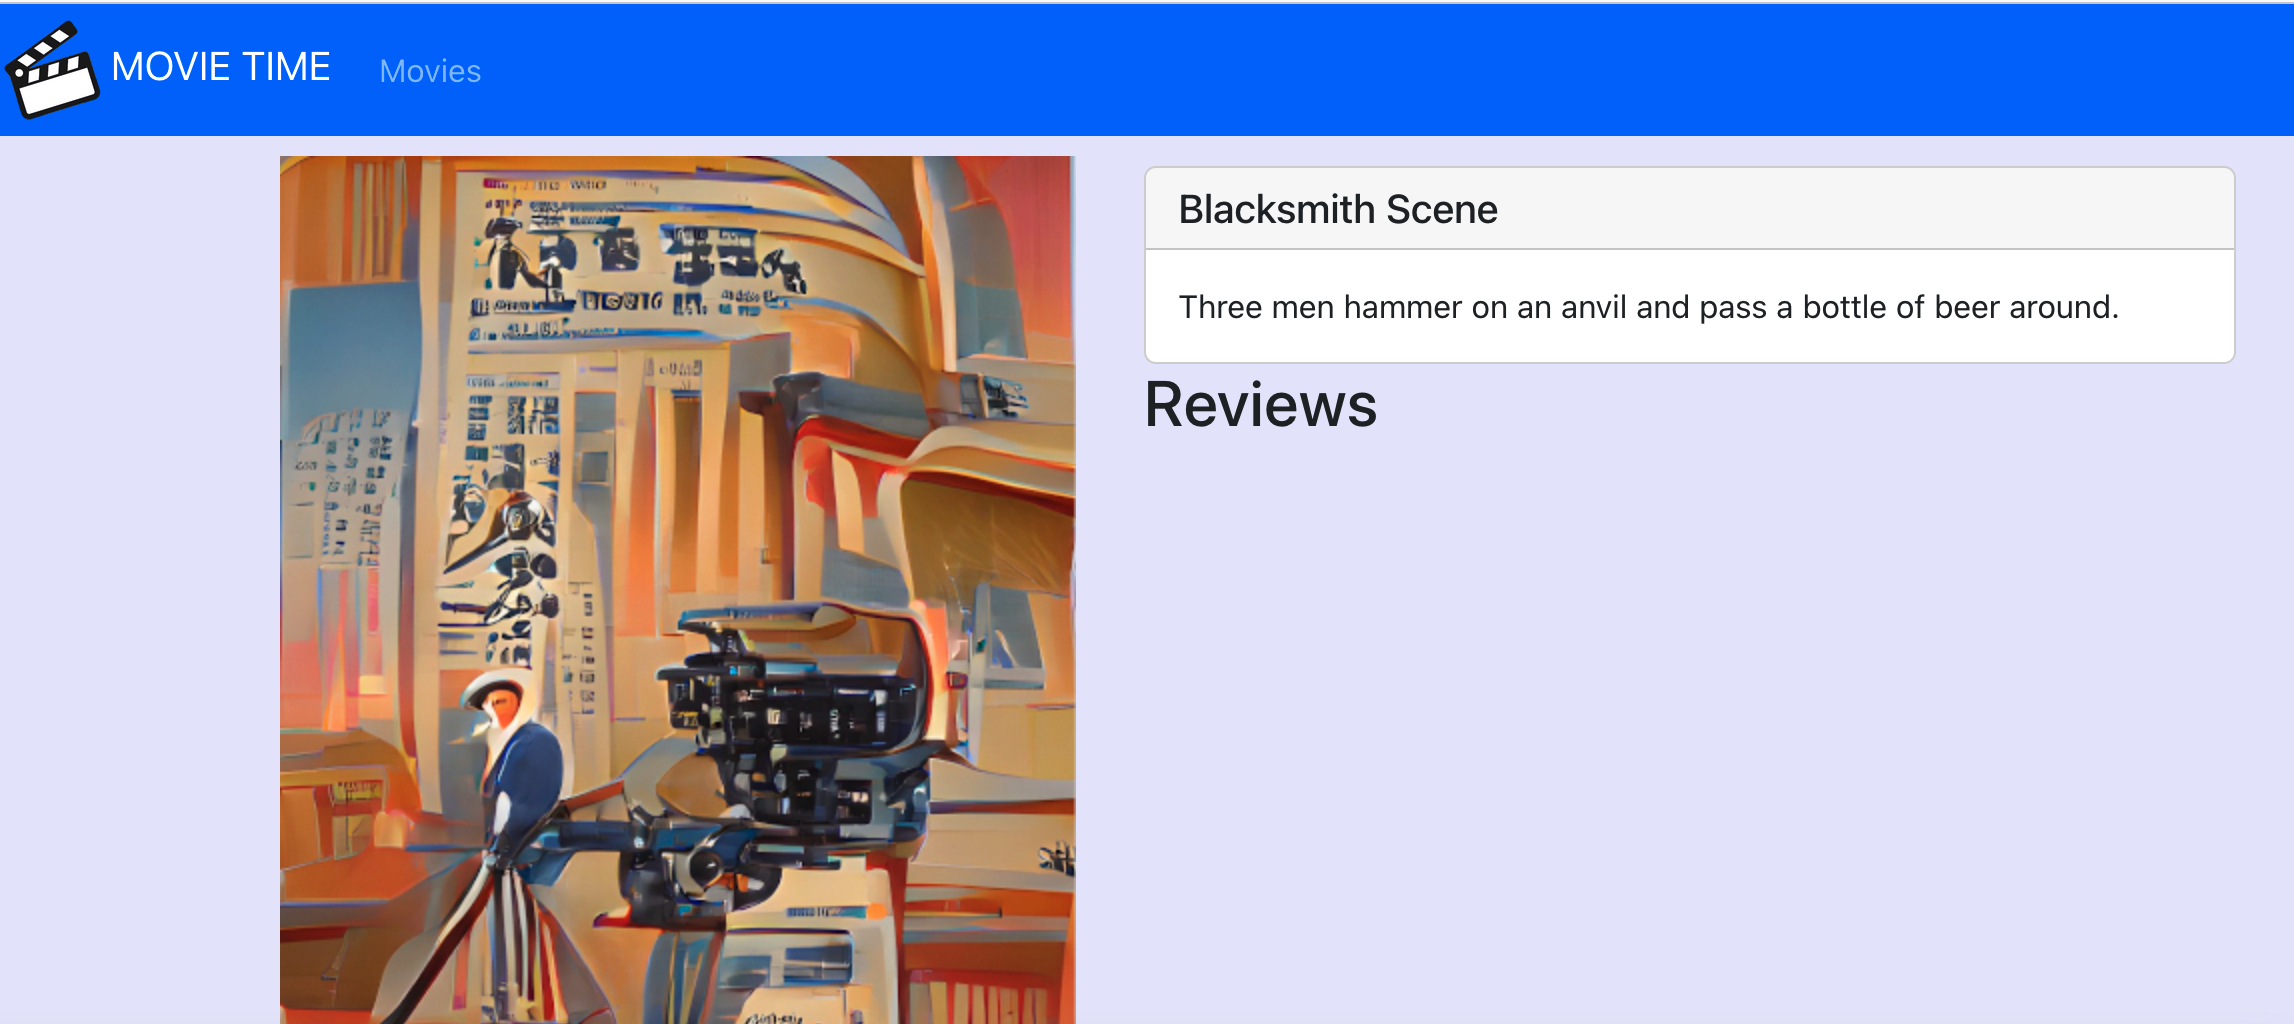 MOVIE TIME
Movies
Blacksmith Scene
Three men hammer on an anvil and pass a bottle of beer around.
Reviews